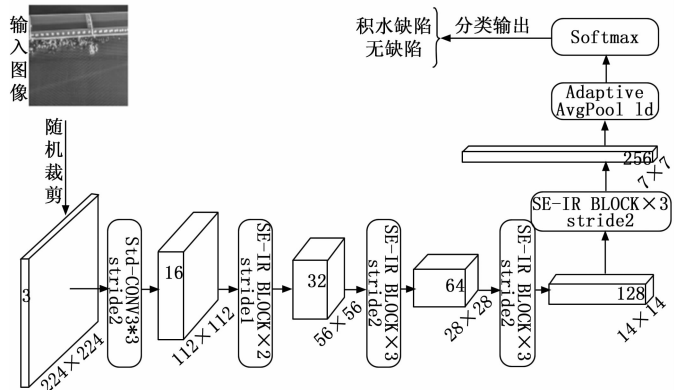 输入图像
随机裁剪
3
224×224
Std-CONV3*3
stride2
16
112×112
SE-IR BLOCK×2
stride1
32
56×56
SE-IR BLOCK×3
stride2
64
28×28
SE-IR BLOCK×3
stride2
128
14×14
SE-IR BLOCK×3
stride2
256
7×7
Adaptive
AvgPool ld
Softmax
分类输出
积水缺陷
无缺陷